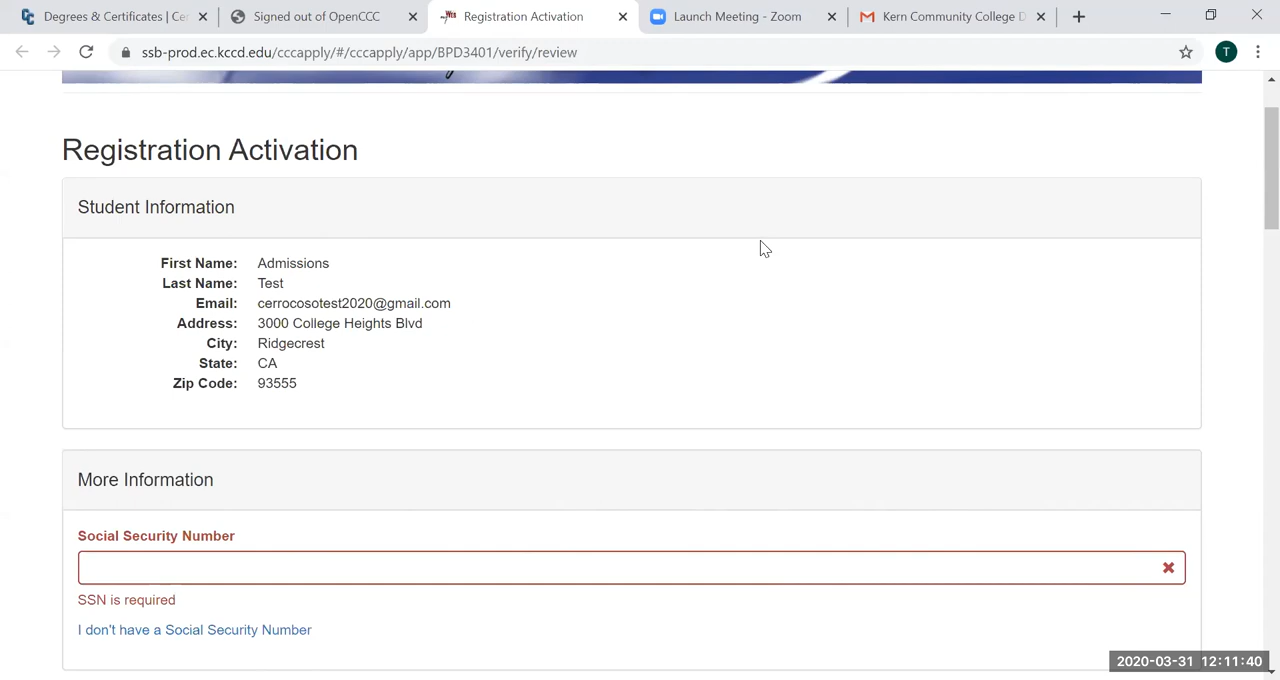 Degrees & Certificates | Cer
Signed out of OpenCCC
Registration Activation
Launch Meeting - Zoom
Kern Community College D
ssb-prod.ec.kccd.edu/cccapply/#/cccapply/app/BPD3401/verify/review
T
Registration Activation
Student Information
First Name: Admissions
Last Name: Test
Email: cerrocosotest2020@gmail.com
Address: 3000 College Heights Blvd
City: Ridgecrest
State: CA
Zip Code: 93555
More Information
Social Security Number
SSN is required
I don't have a Social Security Number
2020-03-31 12:11:40